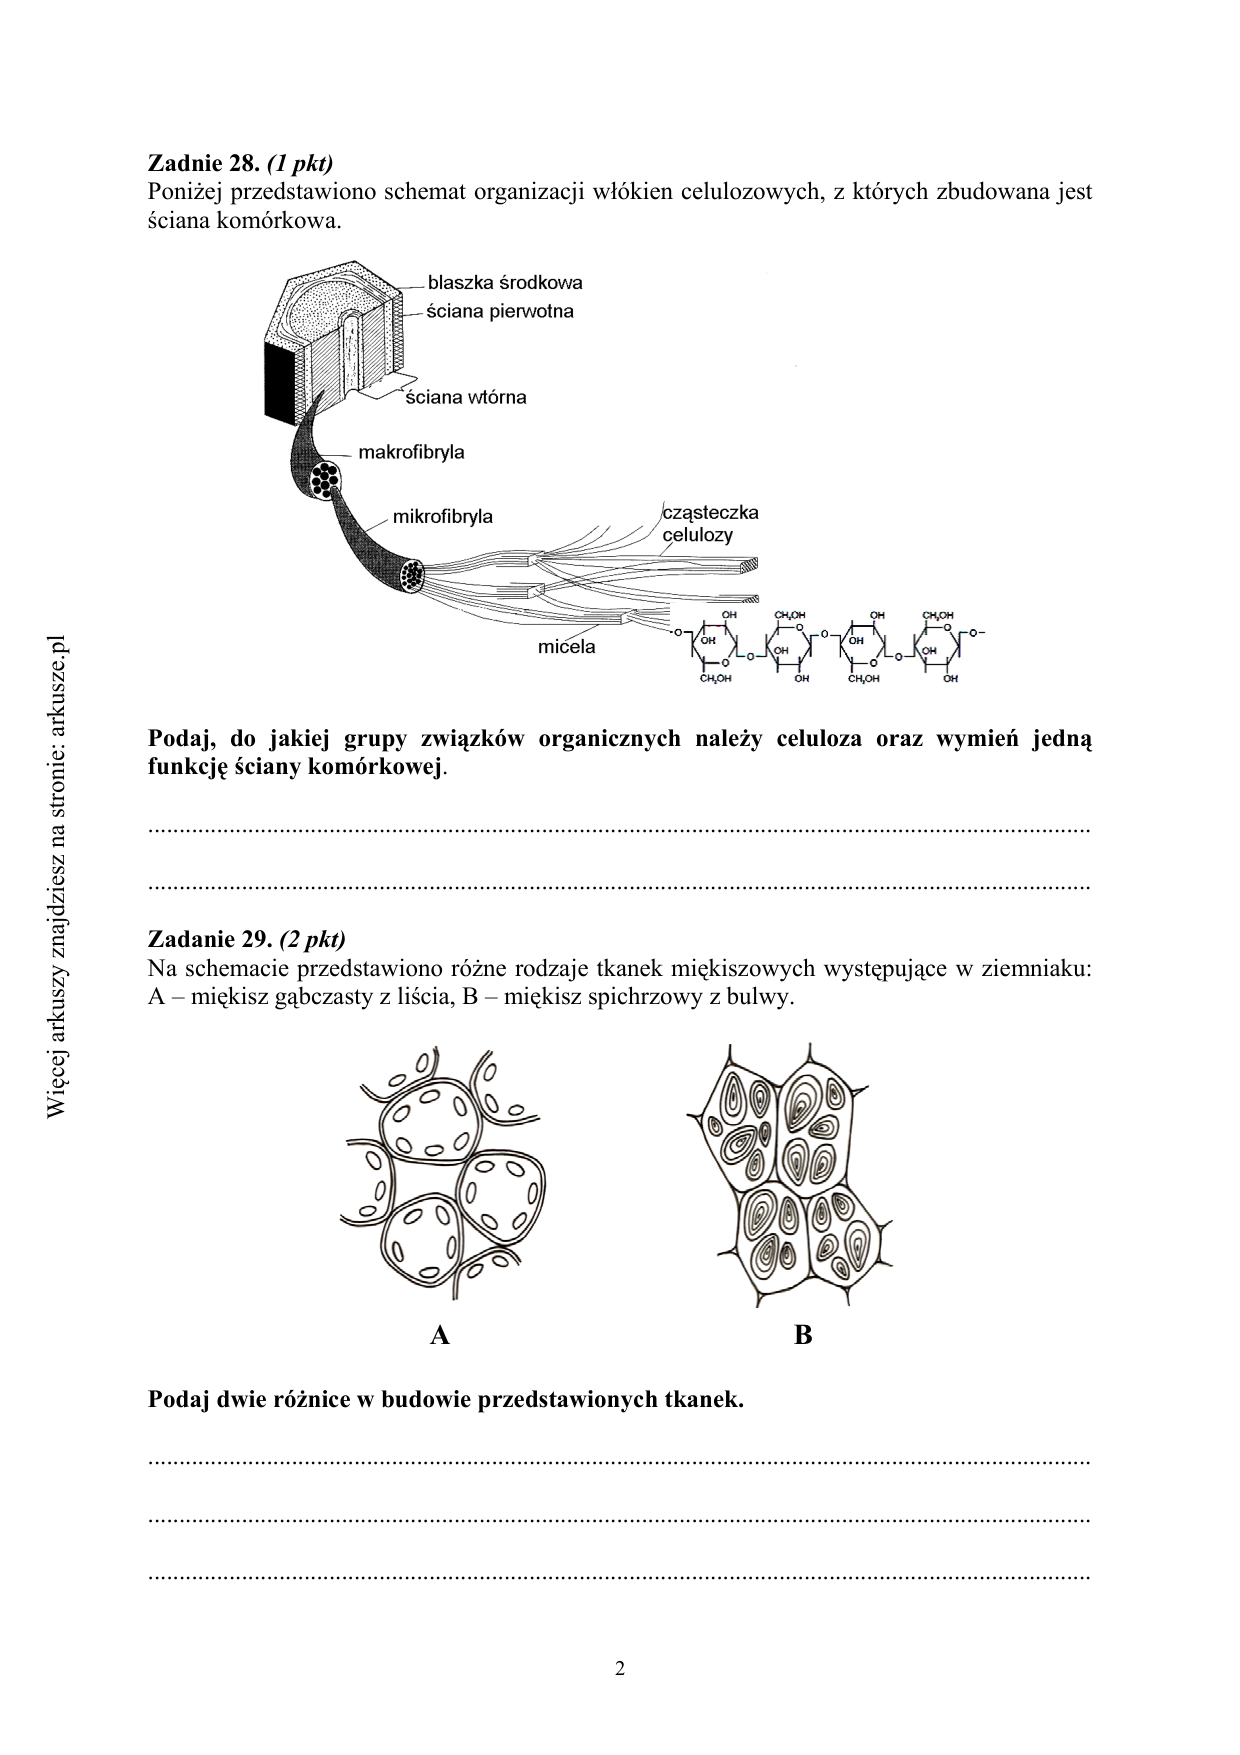 Zadnie 28. (1 pkt)
Poniżej przedstawiono schemat organizacji włókien celulozowych, z których zbudowana jest
ściana komórkowa.
blaszka środkowa
ściana pierwotna
ściana wtórna
makrofibryla
mikrofibryla
cząsteczka
celulozy
micela
OH CH₂OH OH CH₂OH
O O O O
OH OH
O OH O OH
O O
CH₂OH OH CH₂OH OH
Podaj, do jakiej grupy związków organicznych należy celuloza oraz wymień jedną
funkcję ściany komórkowej.
Zadanie 29. (2 pkt)
Na schemacie przedstawiono różne rodzaje tkanek miękiszowych występujące w ziemniaku:
A – miękisz gąbczasty z liścia, B – miękisz spichrzowy z bulwy.
A B
Podaj dwie różnice w budowie przedstawionych tkanek.
2
Więcej arkuszy znajdziesz na stronie: arkusze.pl